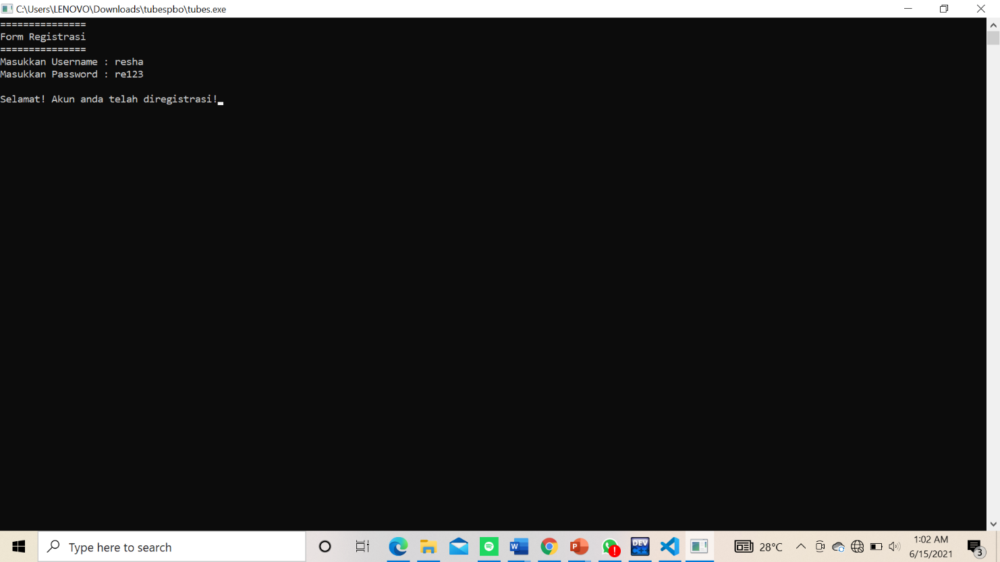 C:\Users\LENOVO\Downloads\tubespbo\tubes.exe
===============
Form Registrasi
===============
Masukkan Username : resha
Masukkan Password : re123
Selamat! Akun anda telah diregistrasi!
Type here to search
W
P
!
DEV
C++
28°C
1:02 AM
6/15/2021
3